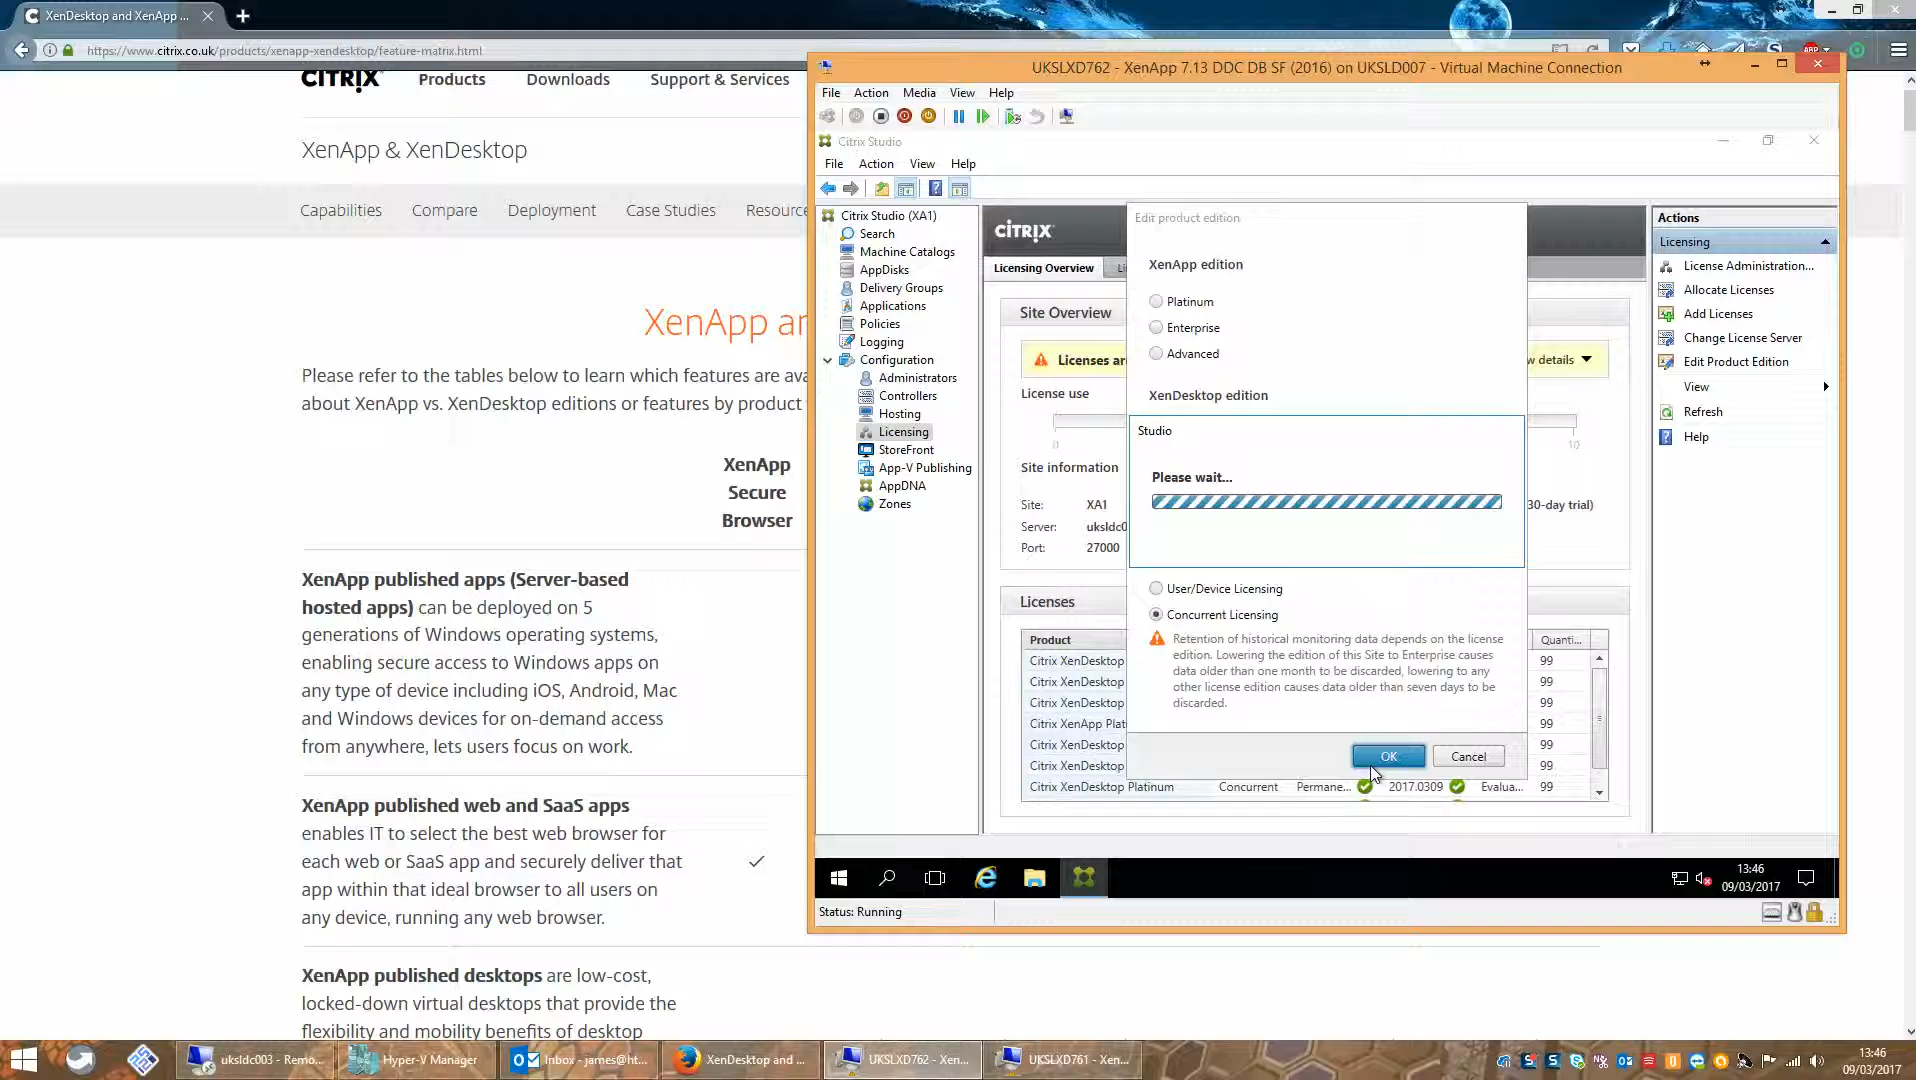 XenDesktop and XenApp ...
https://www.citrix.co.uk/products/xenapp-xendesktop/feature-matrix.html
CITRIX
Products
Downloads
Support & Services
XenApp & XenDesktop
Capabilities
Compare
Deployment
Case Studies
Resourc
XenApp ar
Please refer to the tables below to learn which features are ava
about XenApp vs. XenDesktop editions or features by product
XenApp
Secure
Browser
XenApp published apps (Server-based
hosted apps) can be deployed on 5
generations of Windows operating systems,
enabling secure access to Windows apps on
any type of device including iOS, Android, Mac
and Windows devices for on-demand access
from anywhere, lets users focus on work.
XenApp published web and SaaS apps
enables IT to select the best web browser for
each web or SaaS app and securely deliver that
app within that ideal browser to all users on
any device, running any web browser.
XenApp published desktops are low-cost,
locked-down virtual desktops that provide the
flexibility and mobility benefits of desktop
UKSLXD762 - XenApp 7.13 DDC DB SF (2016) on UKSLD007 - Virtual Machine Connection
File
Action
Media
View
Help
Citrix Studio
File
Action
View
Help
Citrix Studio (XA1)
Search
Machine Catalogs
AppDisks
Delivery Groups
Applications
Policies
Logging
Configuration
Administrators
Controllers
Hosting
Licensing
StoreFront
App-V Publishing
AppDNA
Zones
CITRIX
Licensing Overview
Li
Site Overview
Licenses are
w details
License use
0
10
Site information
Site:
XA1
30-day trial)
Server:
uksldc0
Port:
27000
Licenses
Product
Quanti...
Citrix XenDesktop
99
Citrix XenDesktop
99
Citrix XenDesktop
99
Citrix XenApp Plat
99
Citrix XenDesktop
99
Citrix XenDesktop
99
Citrix XenDesktop Platinum
Concurrent
Permane...
2017.0309
Evalua...
99
Edit product edition
XenApp edition
Platinum
Enterprise
Advanced
XenDesktop edition
Studio
Please wait...
User/Device Licensing
Concurrent Licensing
Retention of historical monitoring data depends on the license
edition. Lowering the edition of this Site to Enterprise causes
data older than one month to be discarded, lowering to any
other license edition causes data older than seven days to be
discarded.
OK
Cancel
Actions
Licensing
License Administration...
Allocate Licenses
Add Licenses
Change License Server
Edit Product Edition
View
Refresh
Help
13:46
09/03/2017
Status: Running
uksldc003 - Remo...
Hyper-V Manager
Inbox - james@ht...
XenDesktop and ...
UKSLXD762 - Xen...
UKSLXD761 - Xen...
13:46
09/03/2017